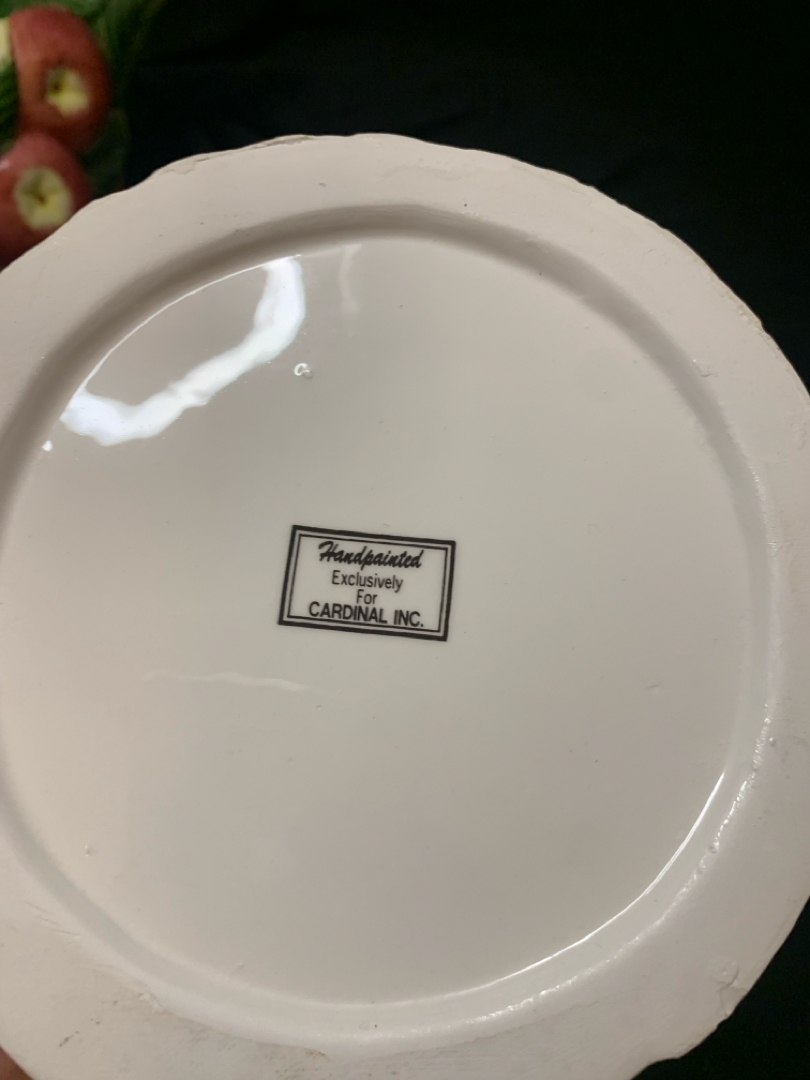 Handpainted
Exclusively
For
CARDINAL INC.